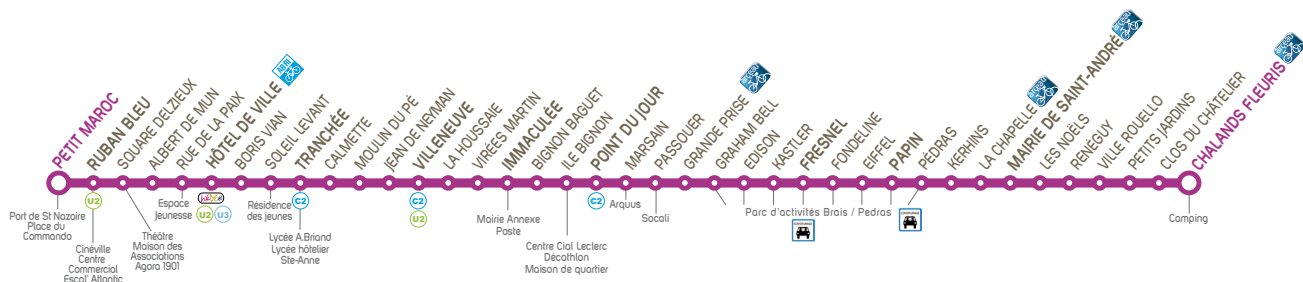 PETIT MAROC
RUBAN BLEU
SQUARE DELZIEUX
ALBERT DE MUN
RUE DE LA PAIX
HÔTEL DE VILLE
BORIS VIAN
SOLEIL LEVANT
TRANCHÉE
CALMETTE
MOULIN DU PÉ
JEAN DE NEYMAN
VILLENEUVE
LA HOUSSAIE
VIRÉES MARTIN
IMMACULÉE
BIGNON BAGUET
ILE BIGNON
POINT DU JOUR
MARSAIN
PASSOUER
GRANDE PRISE
GRAHAM BELL
EDISON
KASTLER
FRESNEL
FONDELINE
EIFFEL
PAPIN
PÉDRAS
KERHINS
LA CHAPELLE
MAIRIE DE SAINT-ANDRÉ
LES NOËLS
RENÉGUY
VILLE ROUELLO
PETITS JARDINS
CLOS DU CHÂTELIER
CHALANDS FLEURIS
ABRI
Port de St Nazaire
Place du
Commando
U2
Cinéville
Centre
Commercial
Escal' Atlantic
Théâtre
Maison des
Associations
Agora 1901
Espace
Jeunesse
U2
U3
Résidence
des jeunes
C2
Lycée A.Briand
Lycée hôtelier
Ste-Anne
C2
U2
Mairie Annexe
Poste
Centre Cial Leclerc
Décathlon
Maison de quartier
C2
Arquus
Socali
Parc d'activités Brais / Pedras
Camping